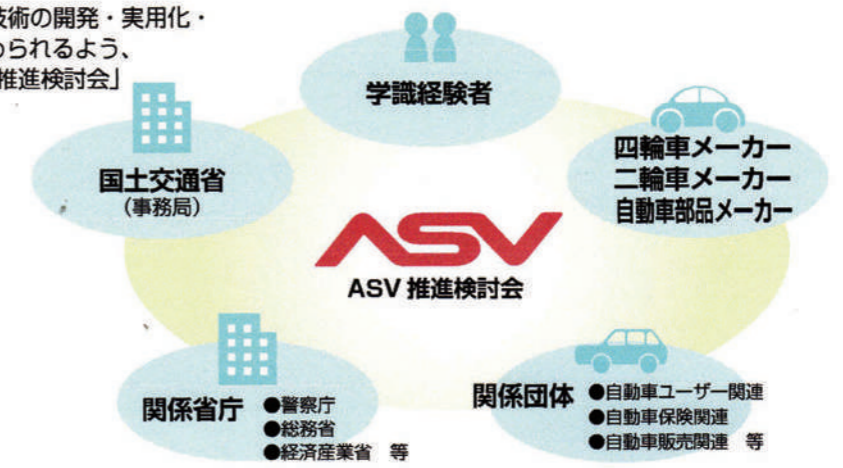 技術の開発・実用化・
められるよう、
推進検討会」
学識経験者
国土交通省
（事務局）
四輪車メーカー
二輪車メーカー
自動車部品メーカー
ASV
ASV 推進検討会
関係省庁
●警察庁
●総務省
●経済産業省　等
関係団体
●自動車ユーザー関連
●自動車保険関連
●自動車販売関連　等